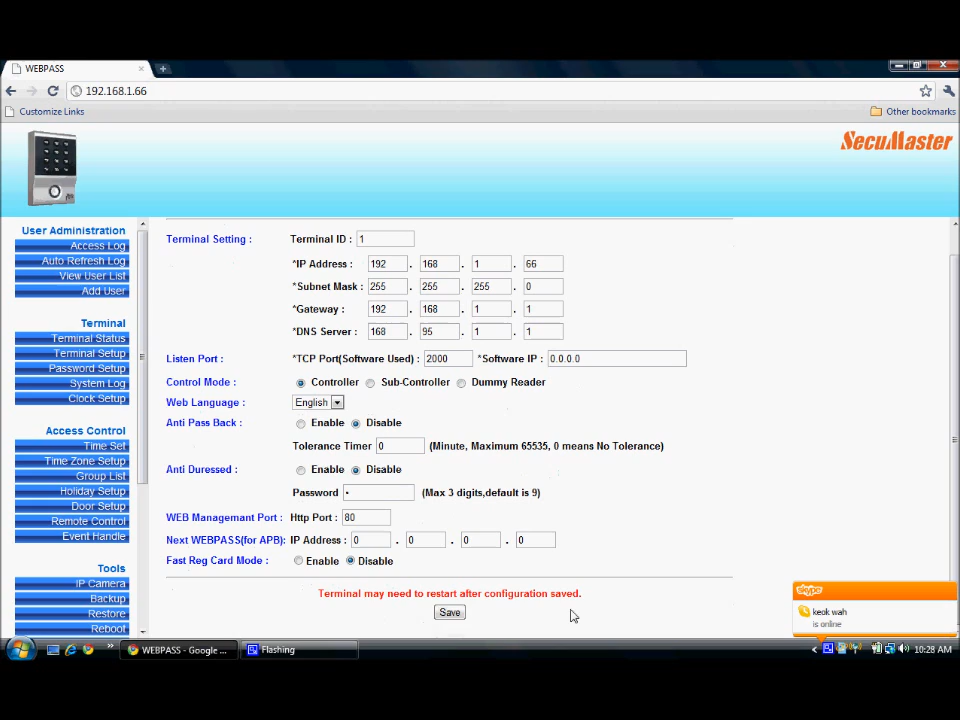 WEBPASS
192.168.1.66
Customize Links
Other bookmarks
SecuMaster
User Administration
Access Log
Auto Refresh Log
View User List
Add User
Terminal
Terminal Status
Terminal Setup
Password Setup
System Log
Clock Setup
Access Control
Time Set
Time Zone Setup
Group List
Holiday Setup
Door Setup
Remote Control
Event Handle
Tools
IP Camera
Backup
Restore
Reboot
Terminal Setting : Terminal ID : 1
*IP Address : 192 . 168 . 1 . 66
*Subnet Mask : 255 . 255 . 255 . 0
*Gateway : 192 . 168 . 1 . 1
*DNS Server : 168 . 95 . 1 . 1
Listen Port : *TCP Port(Software Used) : 2000 *Software IP : 0.0.0.0
Control Mode : Controller Sub-Controller Dummy Reader
Web Language : English
Anti Pass Back : Enable Disable
Tolerance Timer 0 (Minute, Maximum 65535, 0 means No Tolerance)
Anti Duressed : Enable Disable
Password • (Max 3 digits,default is 9)
WEB Managemant Port : Http Port : 80
Next WEBPASS(for APB): IP Address : 0 . 0 . 0 . 0
Fast Reg Card Mode : Enable Disable
Terminal may need to restart after configuration saved.
Save
skype
keok wah
is online
WEBPASS - Google ...
Flashing
10:28 AM